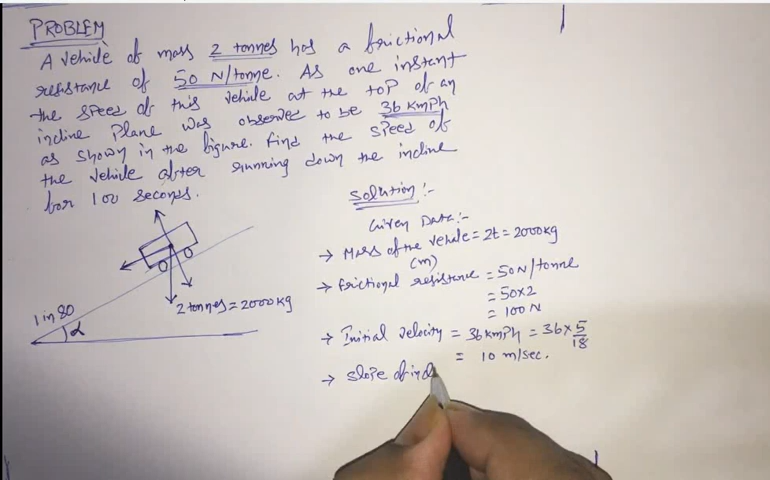 PROBLEM
A vehicle of mass 2 tonnes has a frictional
resistance of 50 N/tonne. As one instant
the speed of this vehicle at the top of an
incline plane was observed to be 36 kmph
as shown in the figure. Find the speed of
the vehicle after running down the incline
for 100 seconds.
Solution:-
Given Data:-
→ Mass of the vehicle = 2t = 2000kg
(m)
→ frictional resistance = 50N/tonne
= 50×2
= 100 N
→ Initial velocity = 36 kmph = 36 × 5/18
= 10 m/sec.
→ Slope of incl
2 tonnes = 2000kg
1 in 80
α